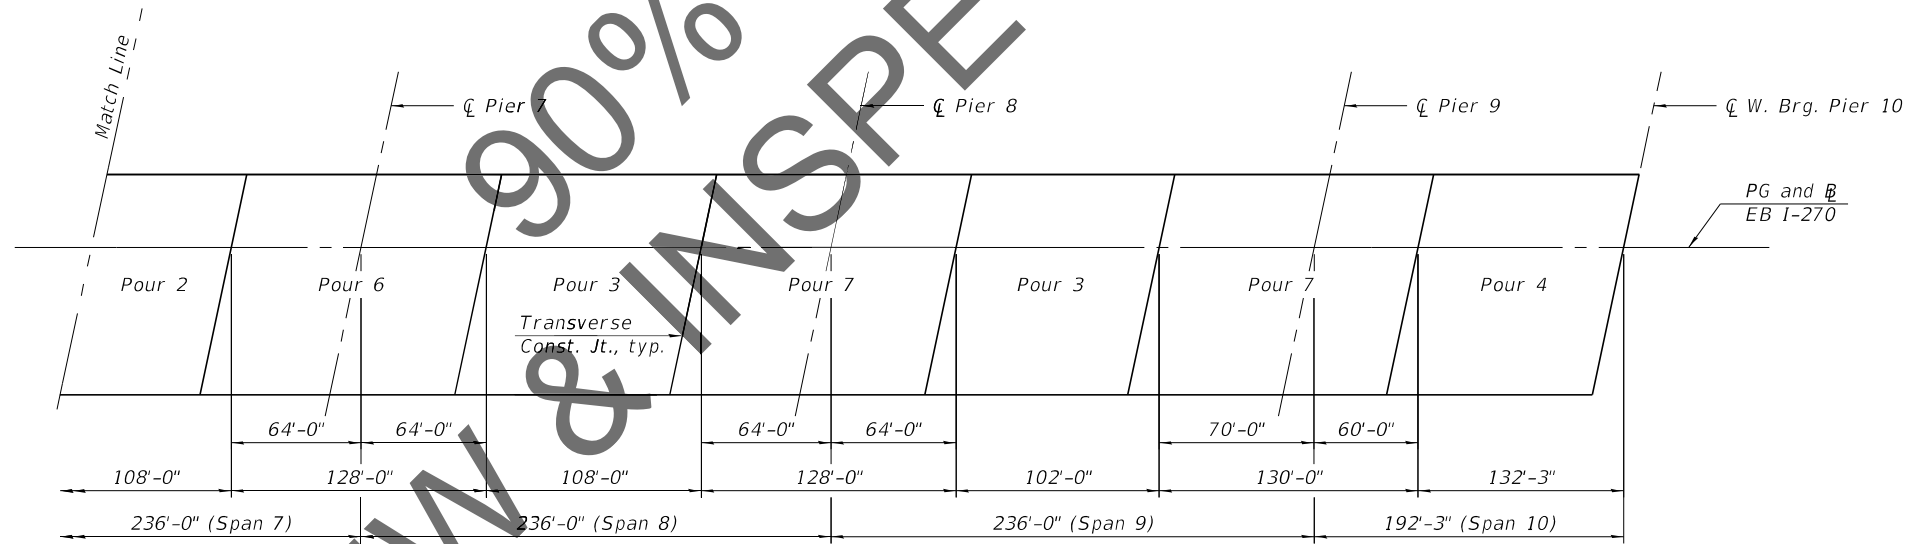 Match Line
℄ Pier 7
℄ Pier 8
℄ Pier 9
℄ W. Brg. Pier 10
PG and ℄
EB I-270
Pour 2
Pour 6
Pour 3
Pour 7
Pour 3
Pour 7
Pour 4
Transverse
Const. Jt., typ.
64'-0"
64'-0"
64'-0"
64'-0"
70'-0"
60'-0"
108'-0"
128'-0"
108'-0"
128'-0"
102'-0"
130'-0"
132'-3"
236'-0" (Span 7)
236'-0" (Span 8)
236'-0" (Span 9)
192'-3" (Span 10)
90%
W & INSPE